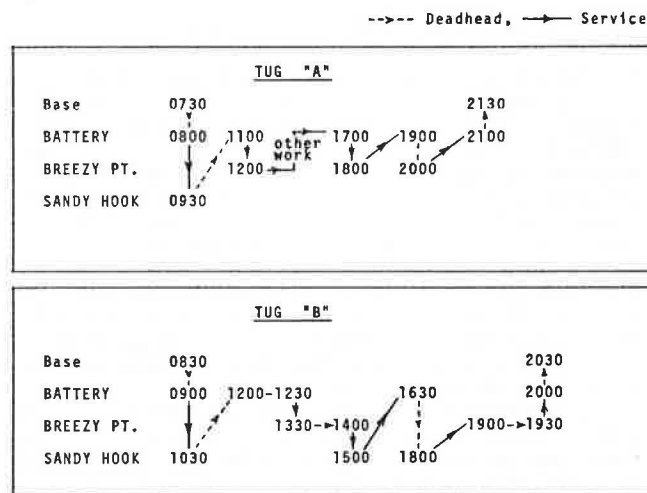 Deadhead, Service
TUG "A"
Base 0730 2130
BATTERY 0800 1100 1700 1900 2100
other
work
BREEZY PT. 1200 1800 2000
SANDY HOOK 0930
TUG "B"
Base 0830 2030
BATTERY 0900 1200-1230 1630 2000
BREEZY PT. 1330 1400 1900 1930
SANDY HOOK 1030 1500 1800